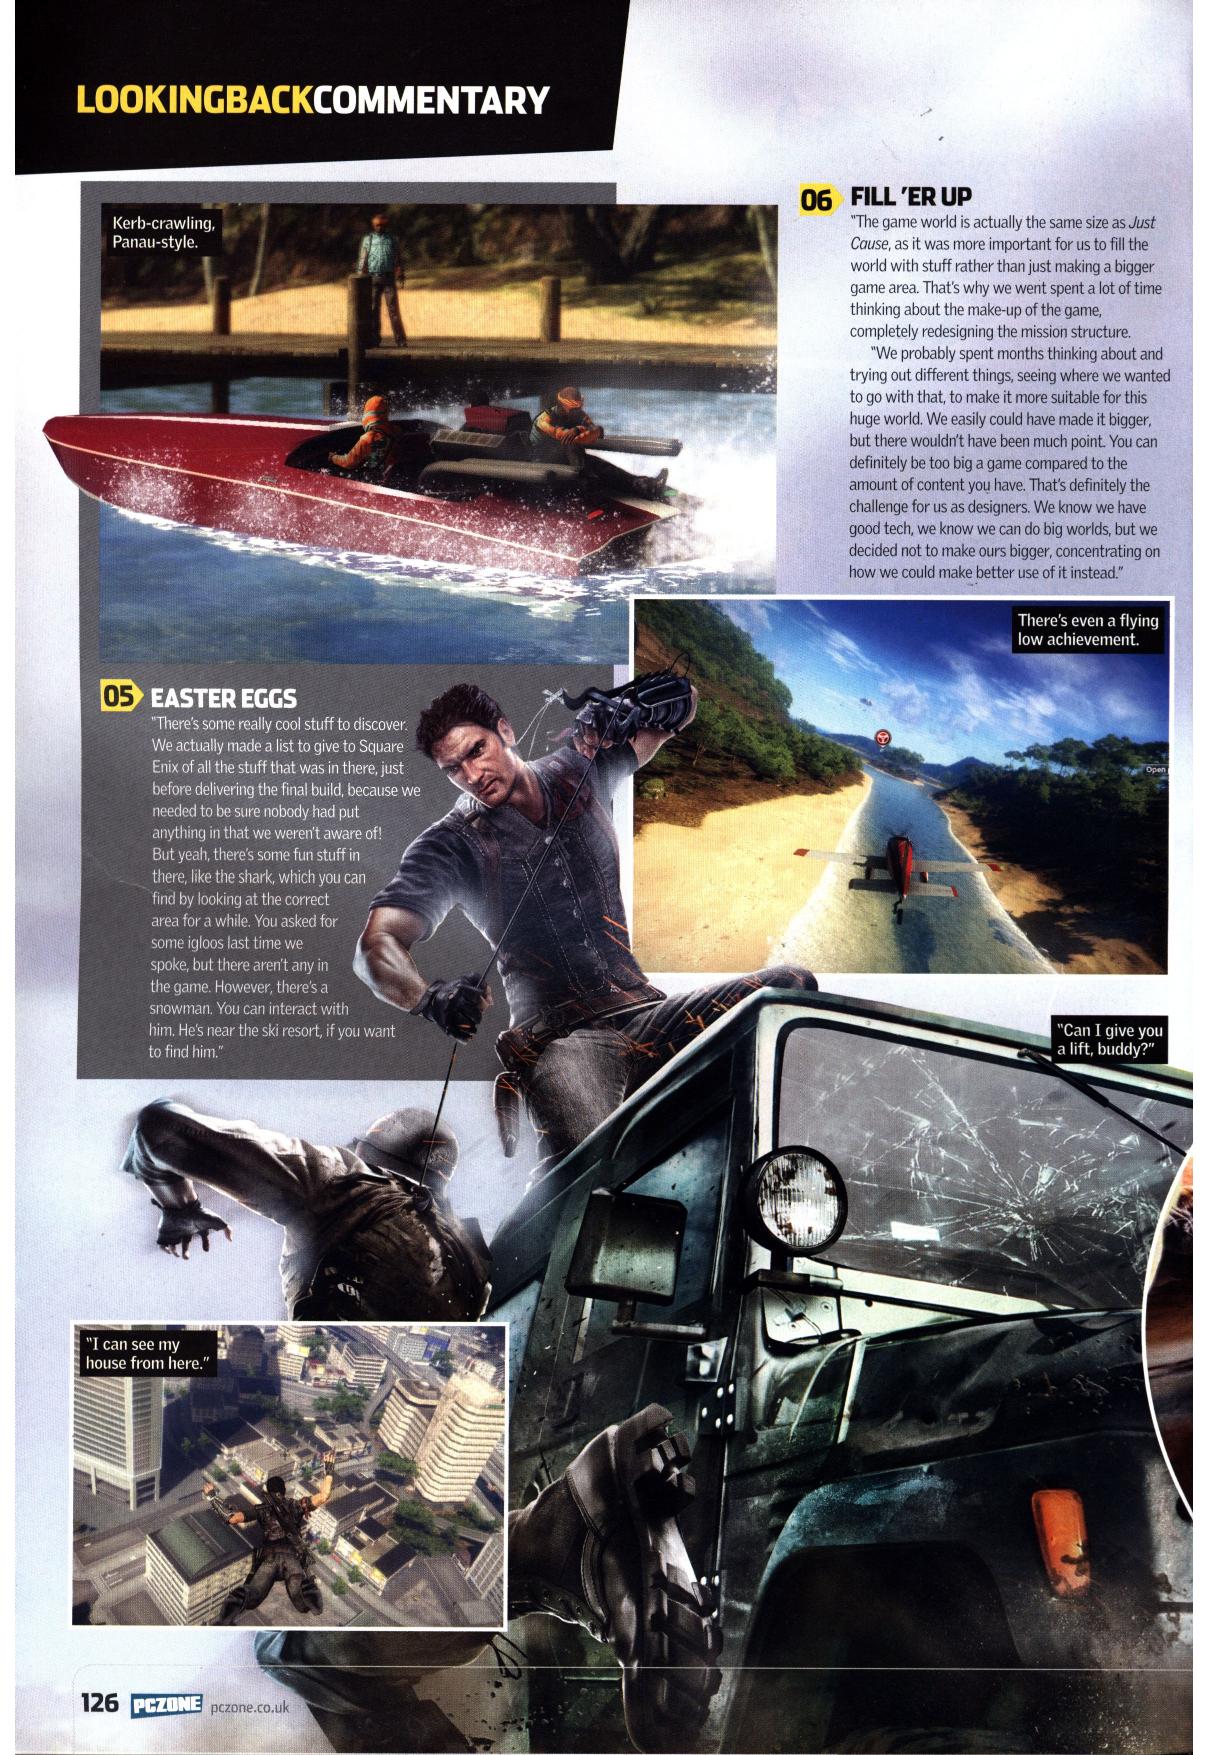 LOOKINGBACKCOMMENTARY
Kerb-crawling,
Panau-style.
05 EASTER EGGS
"There's some really cool stuff to discover.
We actually made a list to give to Square
Enix of all the stuff that was in there, just
before delivering the final build, because we
needed to be sure nobody had put
anything in that we weren't aware of!
But yeah, there's some fun stuff in
there, like the shark, which you can
find by looking at the correct
area for a while. You asked for
some igloos last time we
spoke, but there aren't any in
the game. However, there's a
snowman. You can interact with
him. He's near the ski resort, if you want
to find him."
06 FILL 'ER UP
"The game world is actually the same size as Just
Cause, as it was more important for us to fill the
world with stuff rather than just making a bigger
game area. That's why we went spent a lot of time
thinking about the make-up of the game,
completely redesigning the mission structure.
"We probably spent months thinking about and
trying out different things, seeing where we wanted
to go with that, to make it more suitable for this
huge world. We easily could have made it bigger,
but there wouldn't have been much point. You can
definitely be too big a game compared to the
amount of content you have. That's definitely the
challenge for us as designers. We know we have
good tech, we know we can do big worlds, but we
decided not to make ours bigger, concentrating on
how we could make better use of it instead."
There's even a flying
low achievement.
Open
"Can I give you
a lift, buddy?"
"I can see my
house from here."
126 PCZONE pczone.co.uk